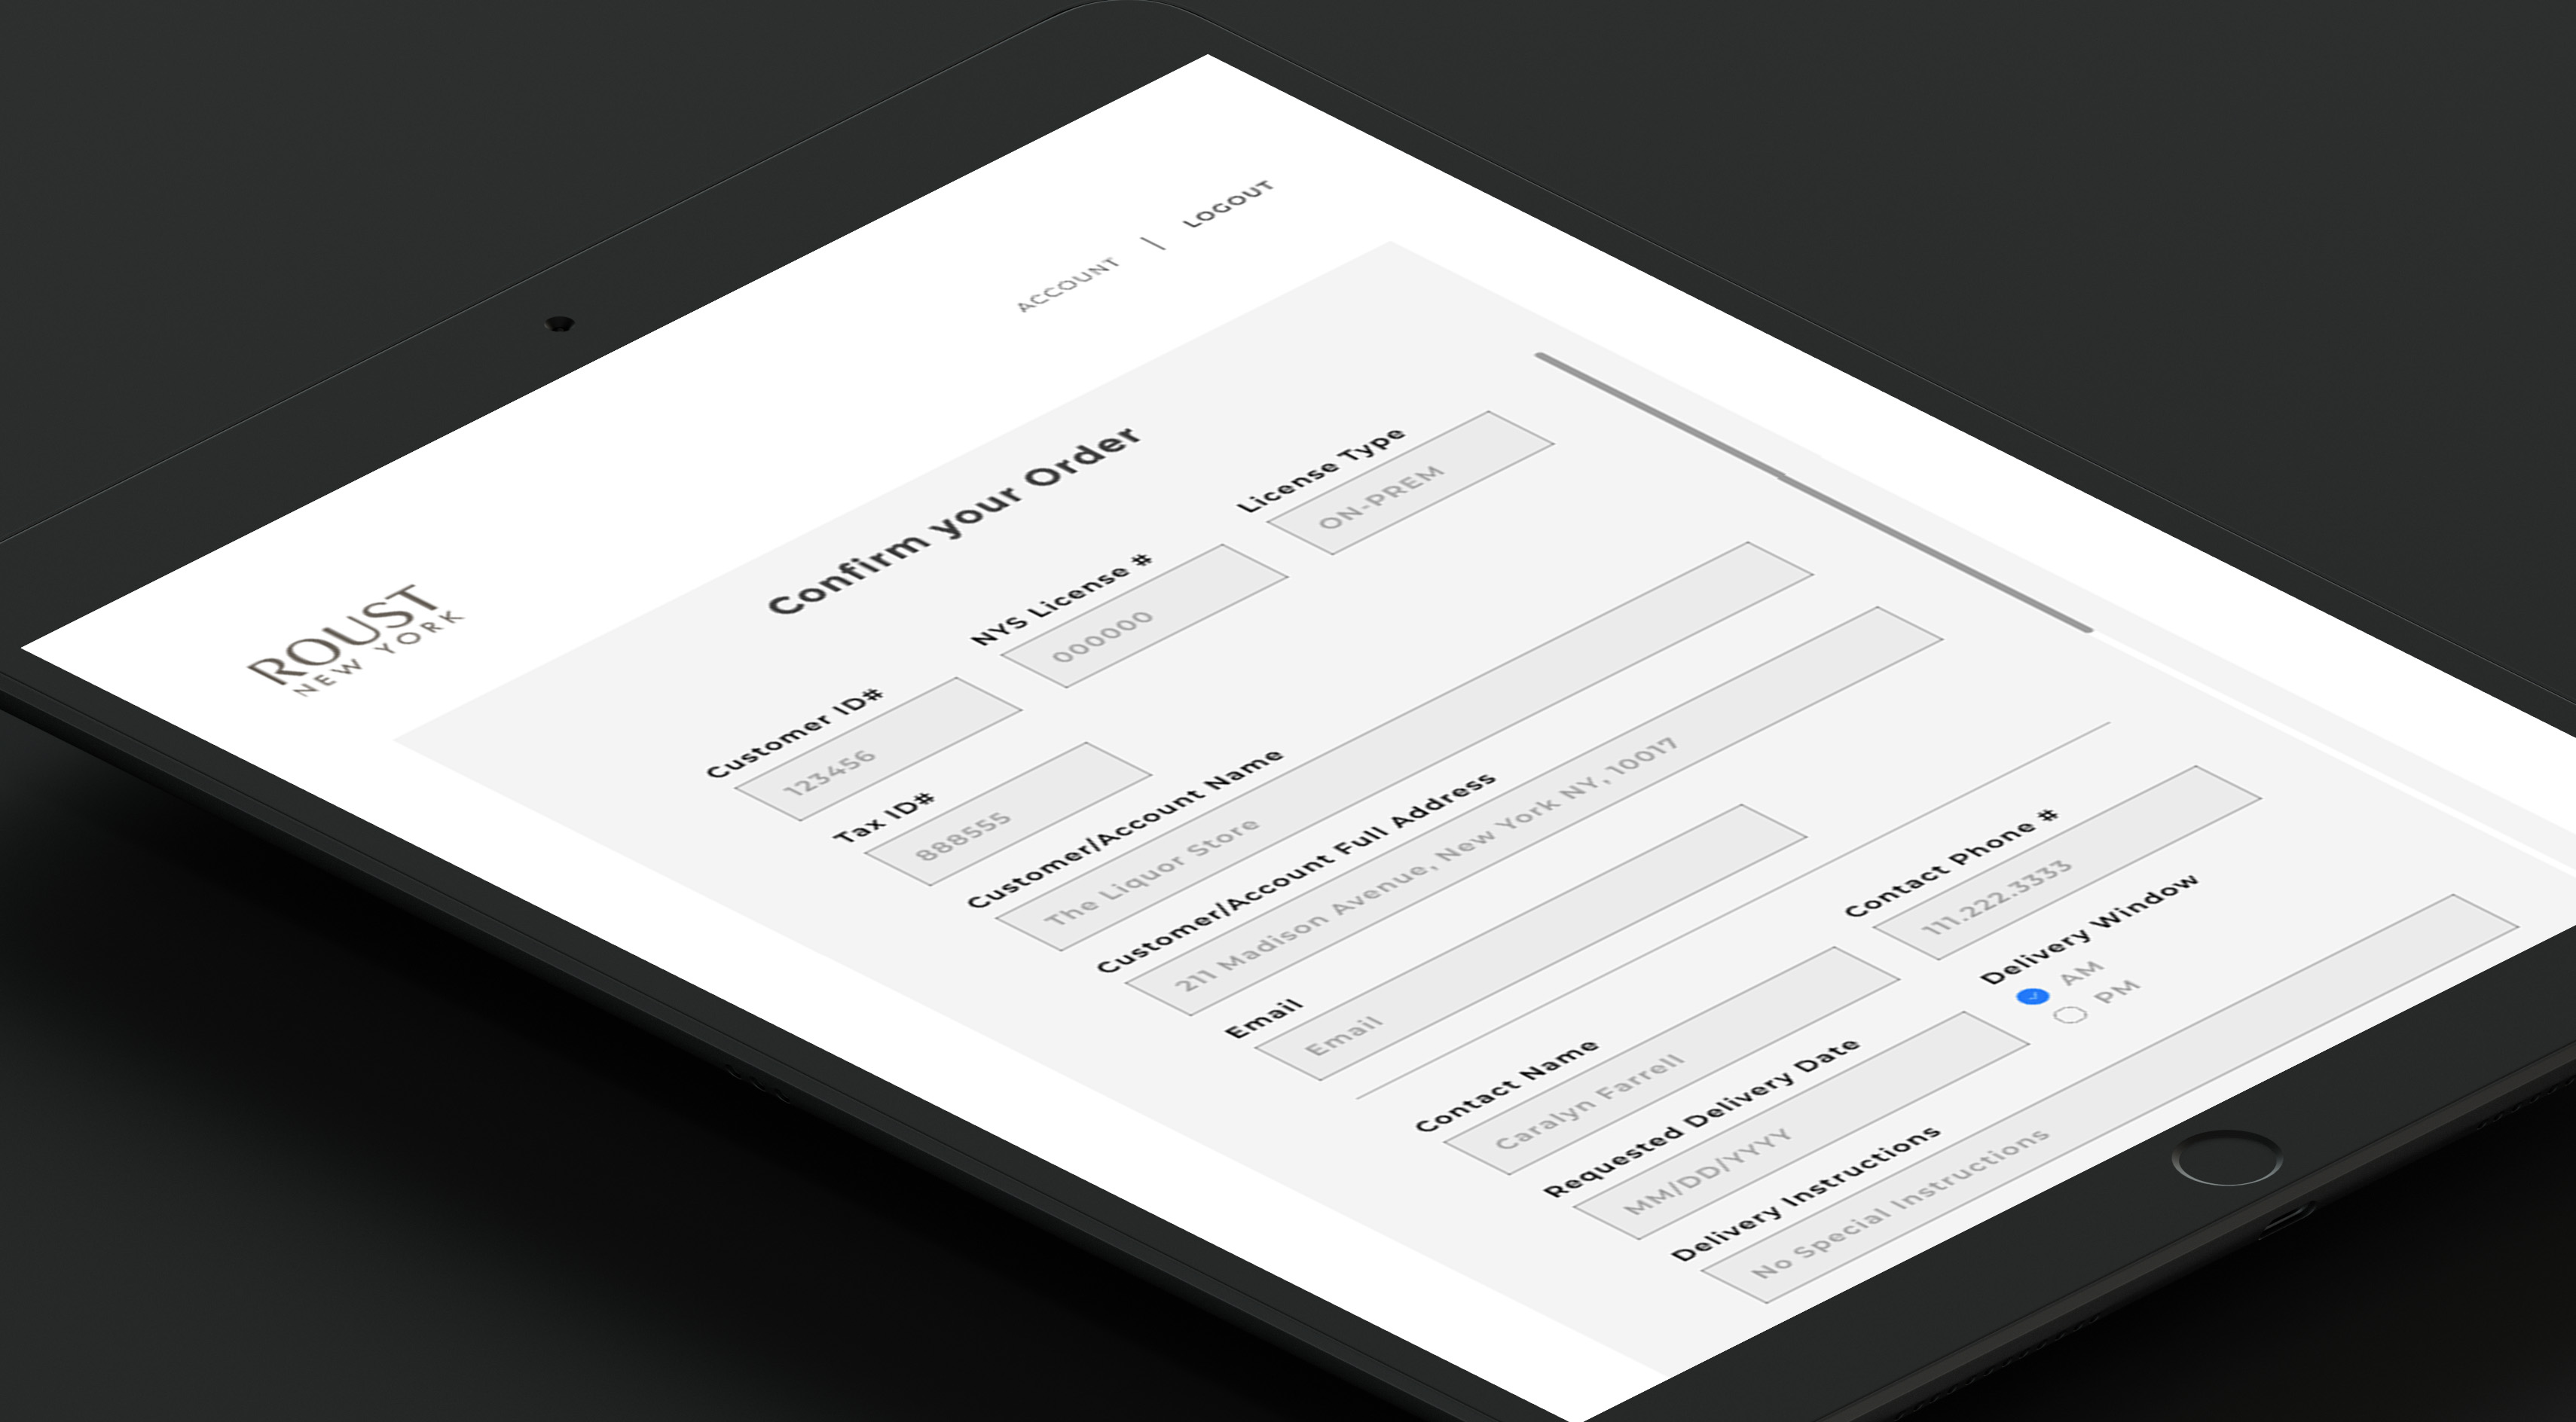 ROUST
NEW YORK
ACCOUNT | LOGOUT
Confirm your Order
Customer ID# NYS License # License Type
123456 000000 ON-PREM
Tax ID#
888555
Customer/Account Name
The Liquor Store
Customer/Account Full Address
211 Madison Avenue, New York NY, 10017
Email
Email
Contact Name Contact Phone #
Caralyn Farrell 111.222.3333
Requested Delivery Date Delivery Window
MM/DD/YYYY AM
PM
Delivery Instructions
No Special Instructions